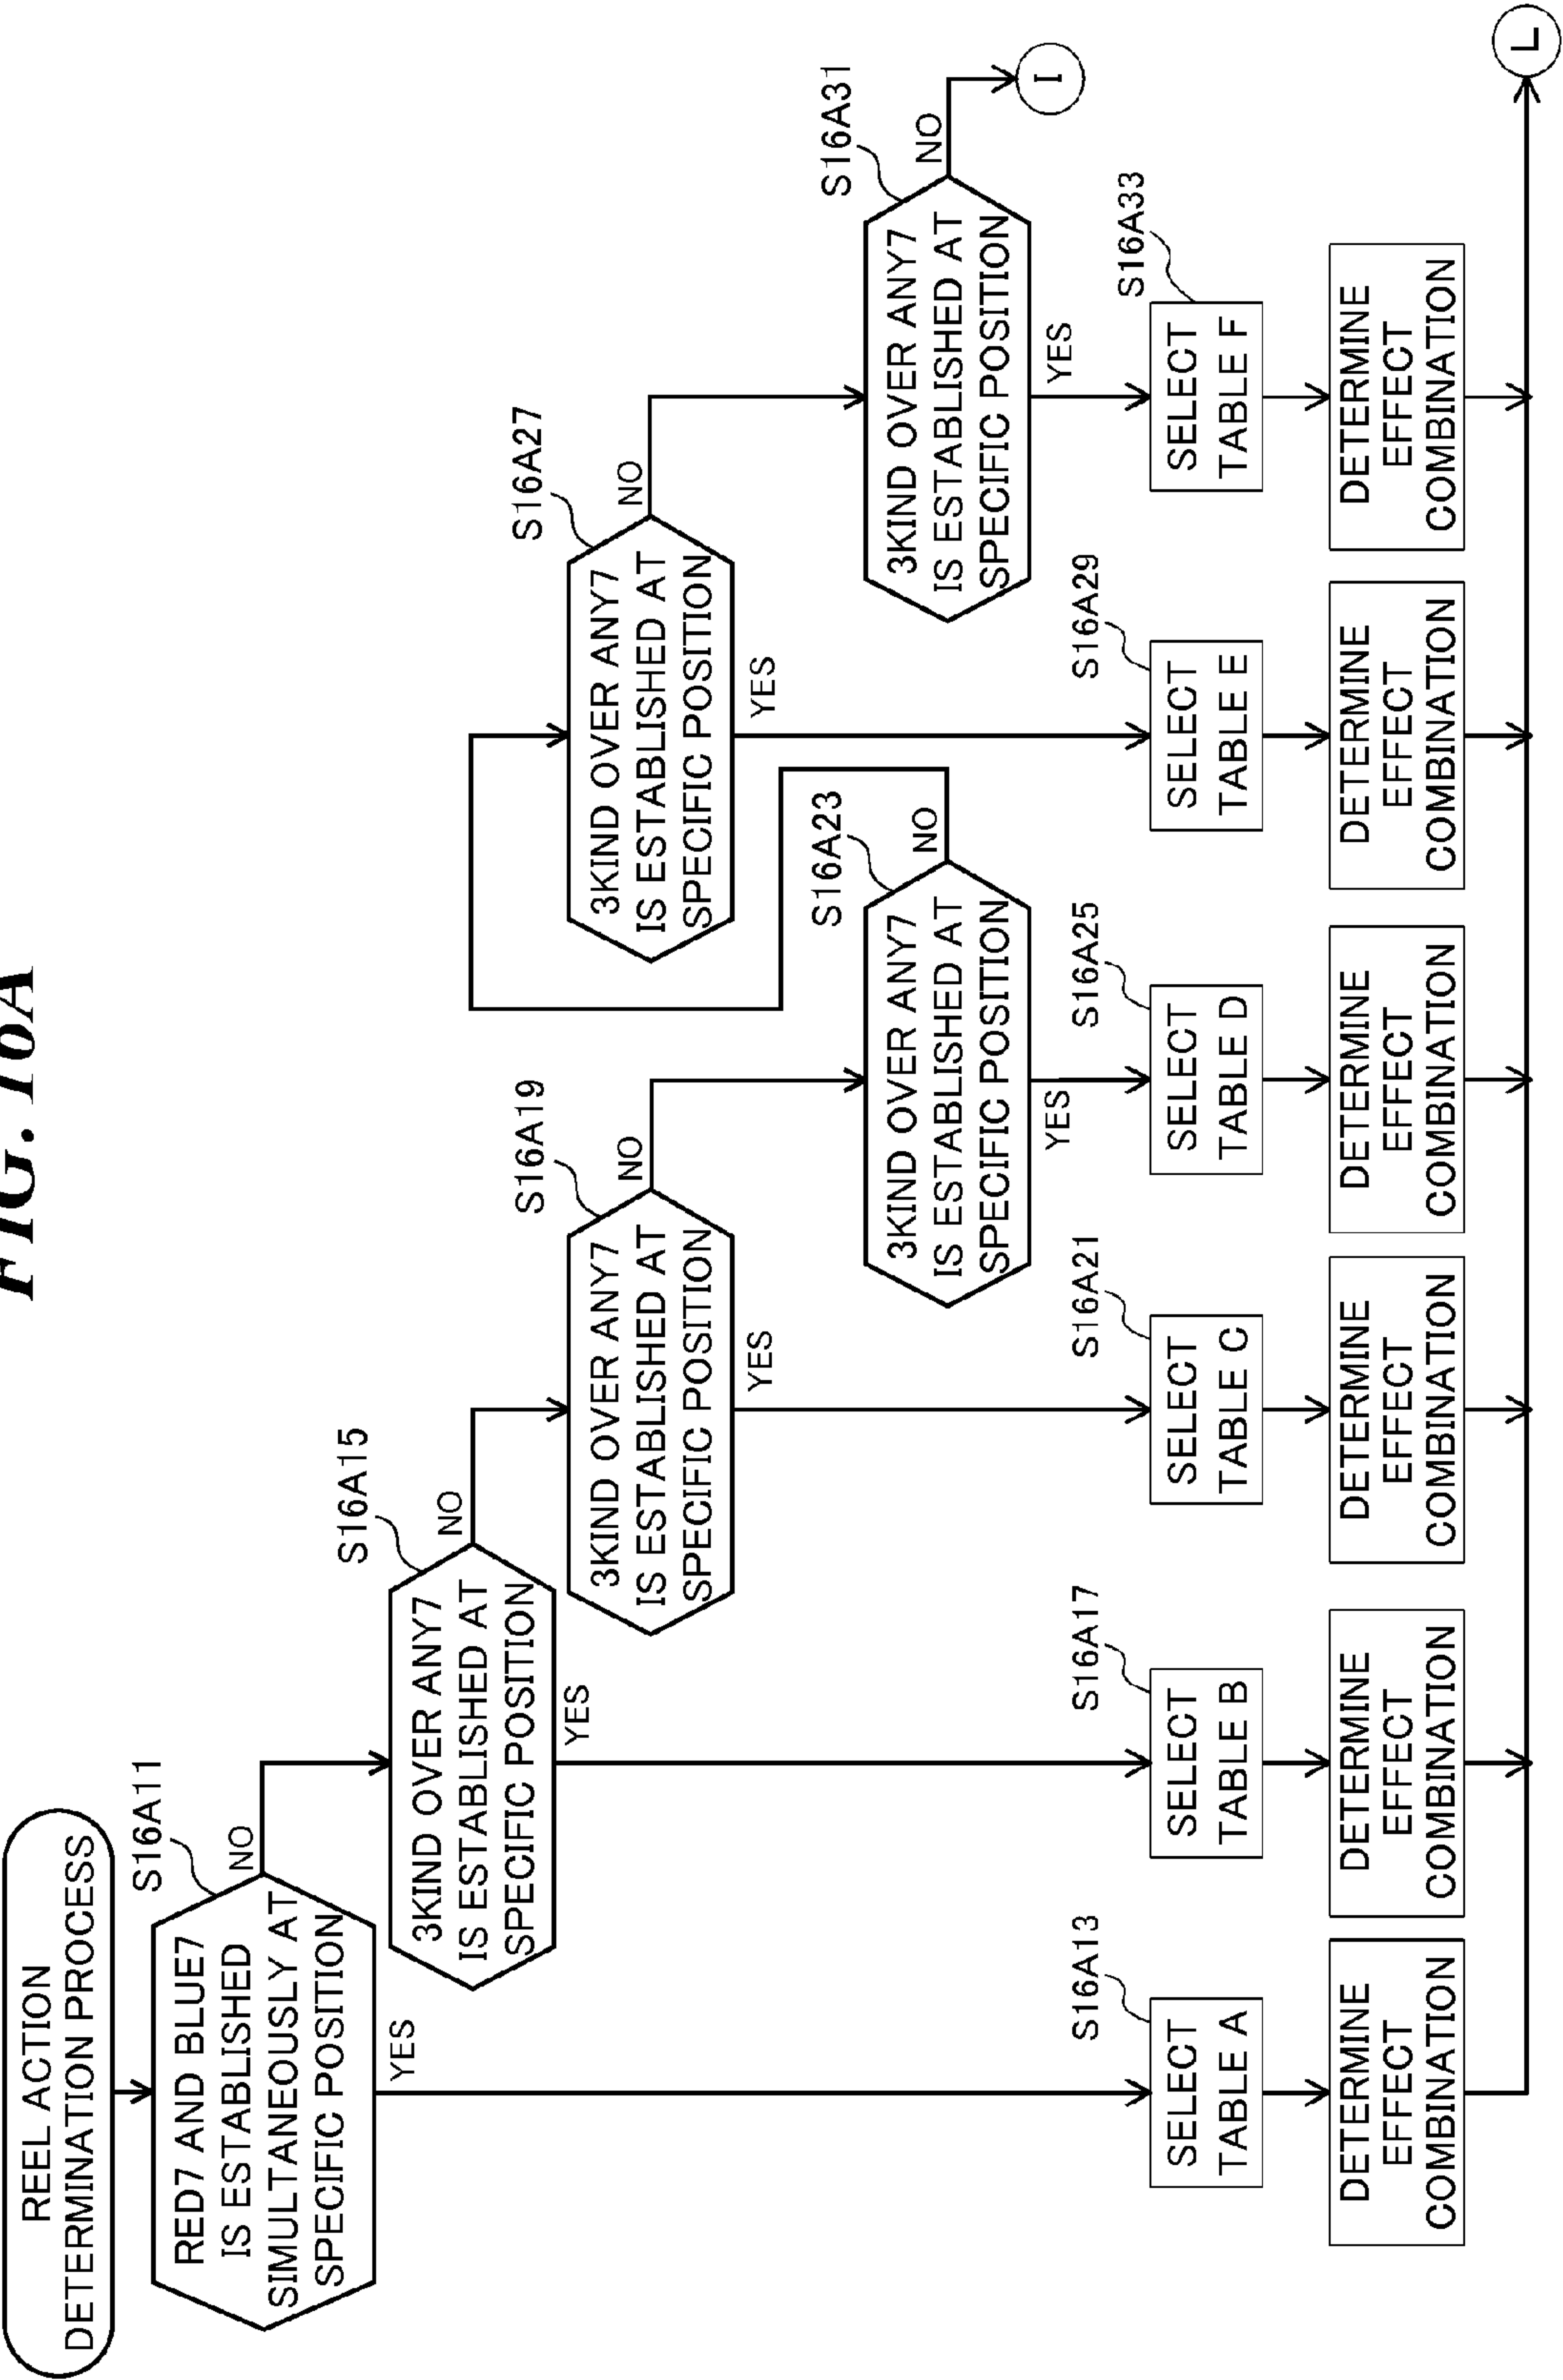 FIG. 16A
REEL ACTION
DETERMINATION PROCESS
S16A11
RED7 AND BLUE7
IS ESTABLISHED
SIMULTANEOUSLY AT
SPECIFIC POSITION
NO
YES
S16A13
SELECT
TABLE A
DETERMINE
EFFECT
COMBINATION
S16A15
3KIND OVER ANY7
IS ESTABLISHED AT
SPECIFIC POSITION
NO
YES
S16A17
SELECT
TABLE B
DETERMINE
EFFECT
COMBINATION
S16A19
3KIND OVER ANY7
IS ESTABLISHED AT
SPECIFIC POSITION
NO
YES
S16A21
SELECT
TABLE C
DETERMINE
EFFECT
COMBINATION
S16A23
3KIND OVER ANY7
IS ESTABLISHED AT
SPECIFIC POSITION
NO
YES
S16A25
SELECT
TABLE D
DETERMINE
EFFECT
COMBINATION
S16A27
3KIND OVER ANY7
IS ESTABLISHED AT
SPECIFIC POSITION
NO
YES
S16A29
SELECT
TABLE E
DETERMINE
EFFECT
COMBINATION
S16A31
3KIND OVER ANY7
IS ESTABLISHED AT
SPECIFIC POSITION
NO
I
YES
S16A33
SELECT
TABLE F
DETERMINE
EFFECT
COMBINATION
L